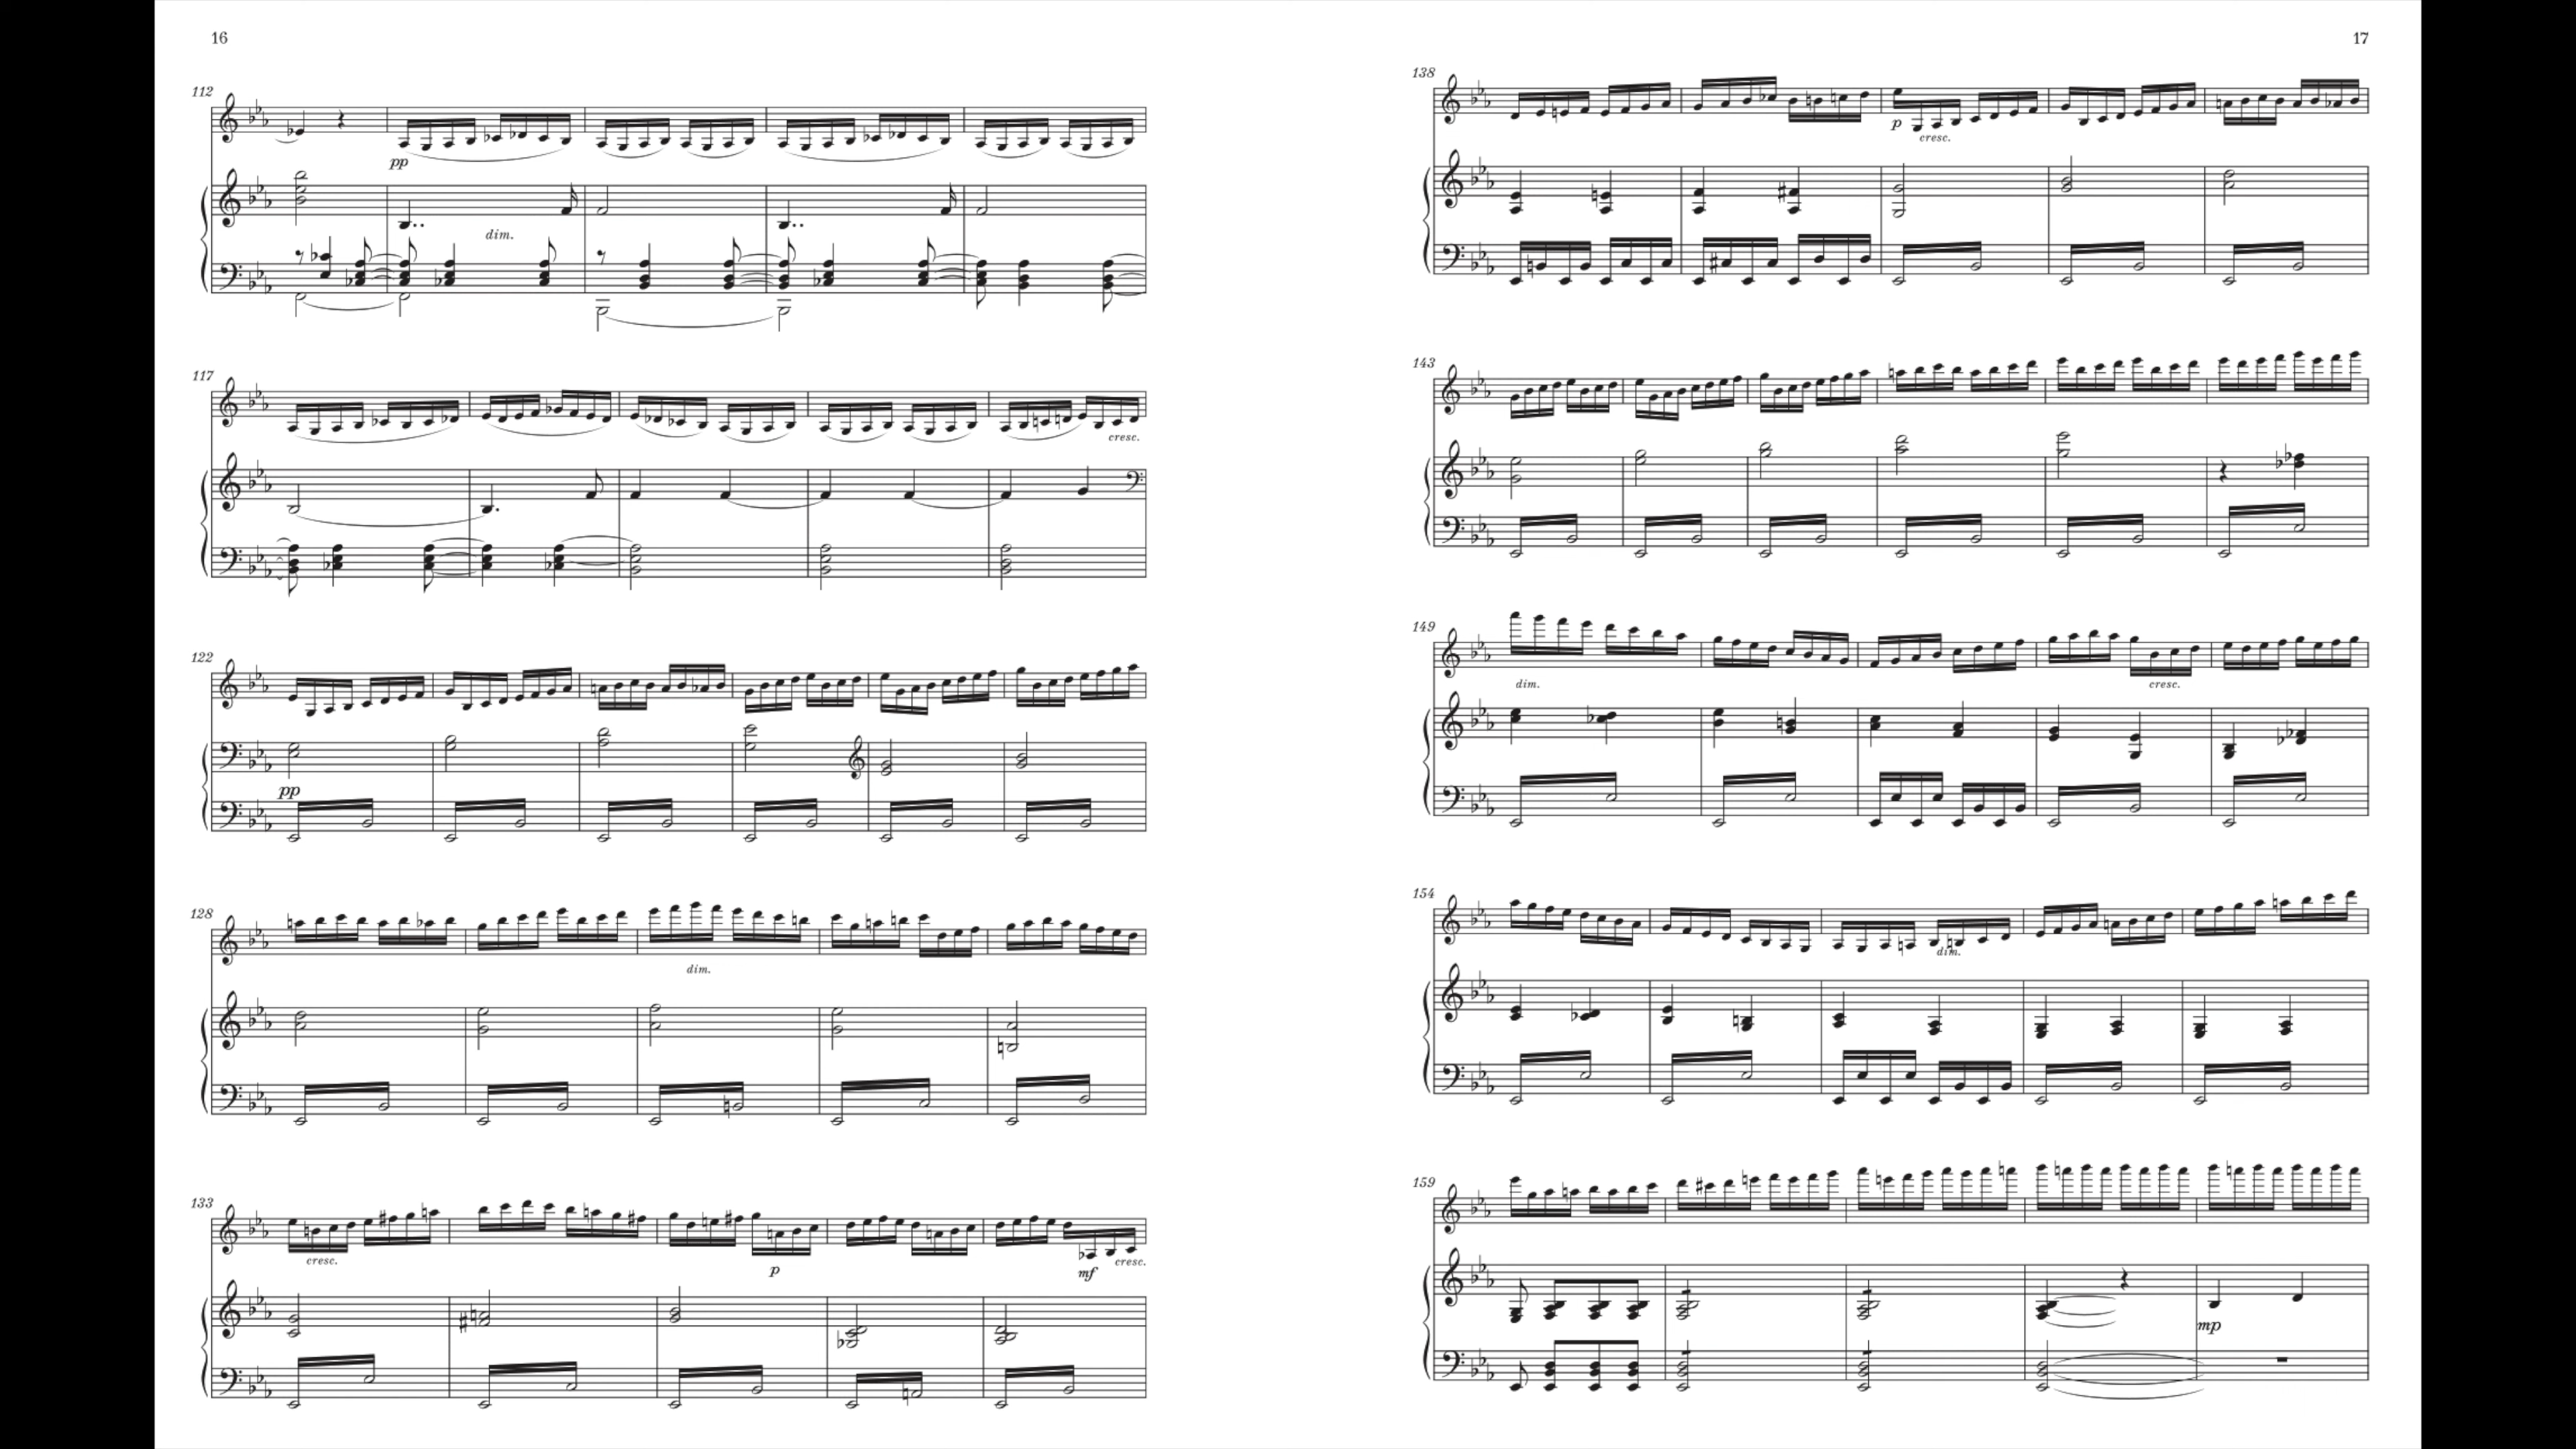 16
112
pp
dim.
117
cresc.
122
pp
128
dim.
133
cresc.
p
mf
cresc.
17
138
p
cresc.
143
149
dim.
cresc.
154
dim.
159
mp